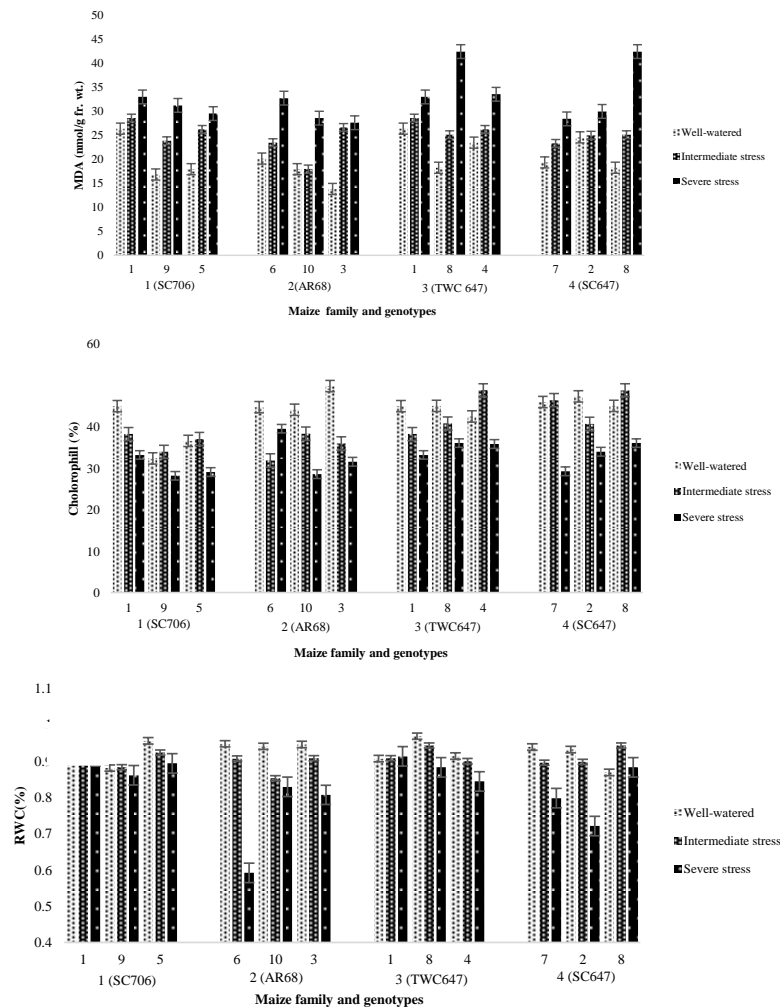 50
45
40
35
30
25
20
15
10
5
0
MDA (nmol/g fr. wt.)
Well-watered
Intermediate stress
Severe stress
1 9 5 6 10 3 1 8 4 7 2 8
1 (SC706) 2(AR68) 3 (TWC 647) 4 (SC647)
Maize family and genotypes
60
50
40
30
20
10
0
Cholorophill (%)
Well-watered
Intermediate stress
Severe stress
1 9 5 6 10 3 1 8 4 7 2 8
1 (SC706) 2 (AR68) 3 (TWC647) 4 (SC647)
Maize family and genotypes
1.1
0.9
0.8
0.7
0.6
0.5
0.4
RWC(%)
Well-watered
Intermediate stress
Severe stress
1 9 5 6 10 3 1 8 4 7 2 8
1 (SC706) 2 (AR68) 3 (TWC647) 4 (SC647)
Maize family and genotypes